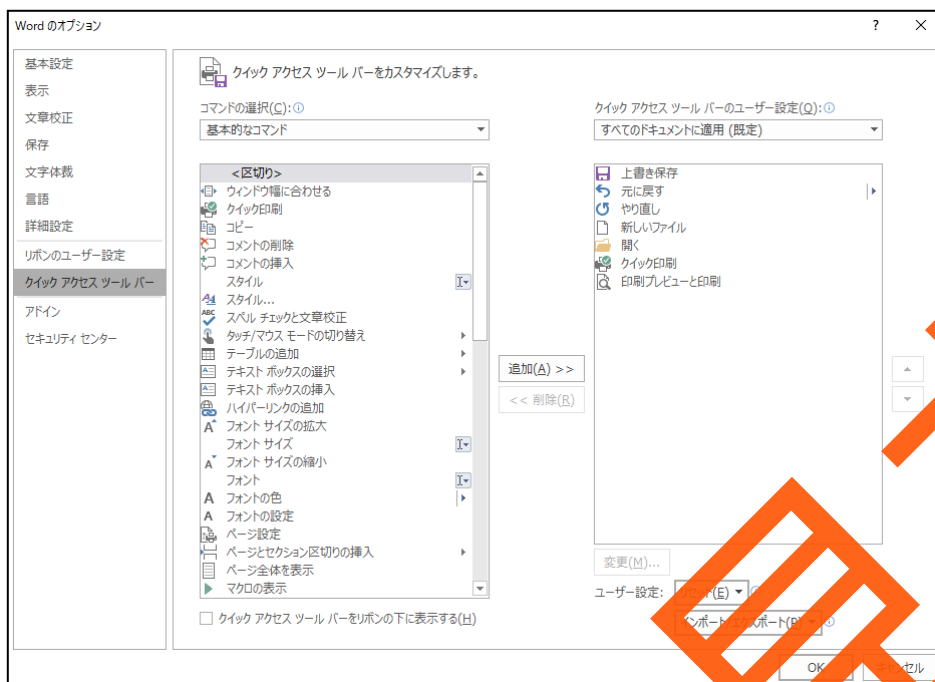 Word のオプション
?
×
基本設定
表示
文章校正
保存
文字体裁
言語
詳細設定
リボンのユーザー設定
クイック アクセス ツール バー
アドイン
セキュリティ センター
クイック アクセス ツール バーをカスタマイズします。
コマンドの選択(C):
基本的なコマンド
<区切り>
ウィンドウ幅に合わせる
クイック印刷
コピー
コメントの削除
コメントの挿入
スタイル
スタイル...
スペル チェックと文章校正
タッチ/マウス モードの切り替え
テーブルの追加
テキスト ボックスの選択
テキスト ボックスの挿入
ハイパーリンクの追加
フォント サイズの拡大
フォント サイズ
フォント サイズの縮小
フォント
フォントの色
フォントの設定
ページ設定
ページとセクション区切りの挿入
ページ全体を表示
マクロの表示
クイック アクセス ツール バーをリボンの下に表示する(H)
追加(A) >>
<< 削除(R)
クイック アクセス ツール バーのユーザー設定(Q):
すべてのドキュメントに適用 (既定)
上書き保存
元に戻す
やり直し
新しいファイル
開く
クイック印刷
印刷プレビューと印刷
変更(M)...
ユーザー設定:
リセット(E)
インポート/エクスポート(P)
OK
キャンセル